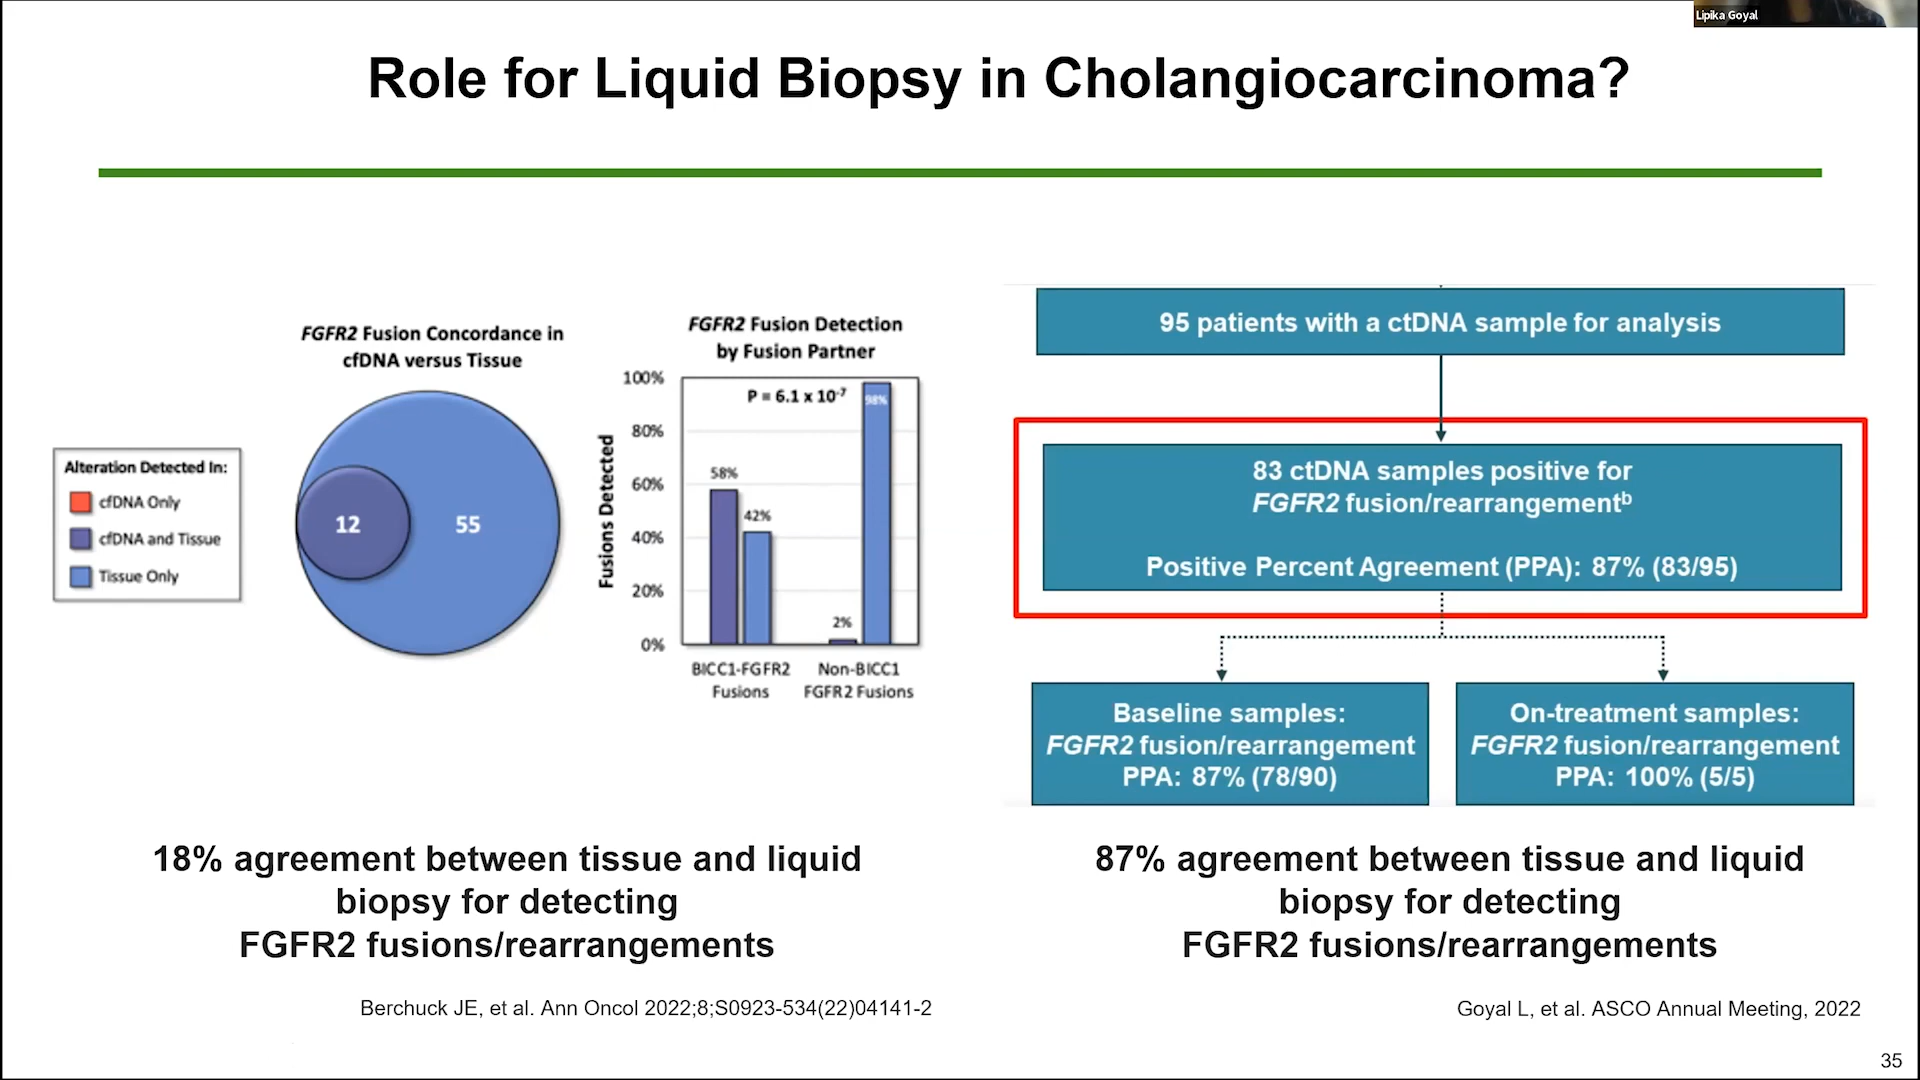 Lipika Goyal
Role for Liquid Biopsy in Cholangiocarcinoma?
FGFR2 Fusion Concordance in
cfDNA versus Tissue
Alteration Detected In:
cfDNA Only
cfDNA and Tissue
Tissue Only
12
55
FGFR2 Fusion Detection
by Fusion Partner
Fusions Detected
100%
80%
60%
40%
20%
0%
P = 6.1 x 10⁻⁷
58%
42%
2%
98%
BICC1-FGFR2
Fusions
Non-BICC1
FGFR2 Fusions
18% agreement between tissue and liquid
biopsy for detecting
FGFR2 fusions/rearrangements
Berchuck JE, et al. Ann Oncol 2022;8;S0923-534(22)04141-2
95 patients with a ctDNA sample for analysis
83 ctDNA samples positive for
FGFR2 fusion/rearrangementᵇ
Positive Percent Agreement (PPA): 87% (83/95)
Baseline samples:
FGFR2 fusion/rearrangement
PPA: 87% (78/90)
On-treatment samples:
FGFR2 fusion/rearrangement
PPA: 100% (5/5)
87% agreement between tissue and liquid
biopsy for detecting
FGFR2 fusions/rearrangements
Goyal L, et al. ASCO Annual Meeting, 2022
35